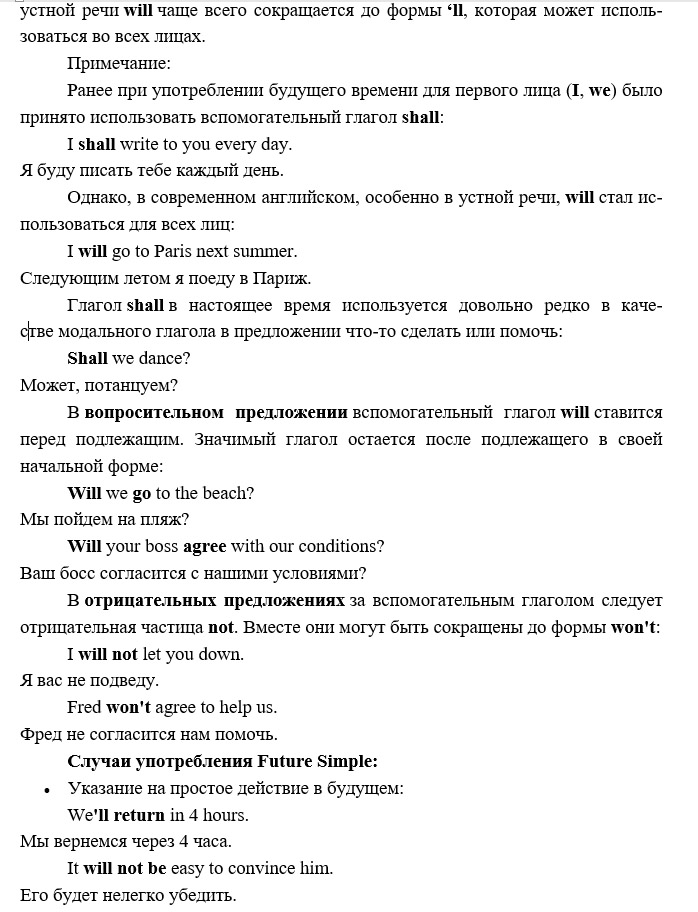 устной речи will чаще всего сокращается до формы ‘ll, которая может исполь-
зоваться во всех лицах.
Примечание:
Ранее при употреблении будущего времени для первого лица (I, we) было
принято использовать вспомогательный глагол shall:
I shall write to you every day.
Я буду писать тебе каждый день.
Однако, в современном английском, особенно в устной речи, will стал ис-
пользоваться для всех лиц:
I will go to Paris next summer.
Следующим летом я поеду в Париж.
Глагол shall в настоящее время используется довольно редко в каче-
стве модального глагола в предложении что-то сделать или помочь:
Shall we dance?
Может, потанцуем?
В вопросительном предложении вспомогательный глагол will ставится
перед подлежащим. Значимый глагол остается после подлежащего в своей
начальной форме:
Will we go to the beach?
Мы пойдем на пляж?
Will your boss agree with our conditions?
Ваш босс согласится с нашими условиями?
В отрицательных предложениях за вспомогательным глаголом следует
отрицательная частица not. Вместе они могут быть сокращены до формы won't:
I will not let you down.
Я вас не подведу.
Fred won't agree to help us.
Фред не согласится нам помочь.
Случаи употребления Future Simple:
• Указание на простое действие в будущем:
We'll return in 4 hours.
Мы вернемся через 4 часа.
It will not be easy to convince him.
Его будет нелегко убедить.